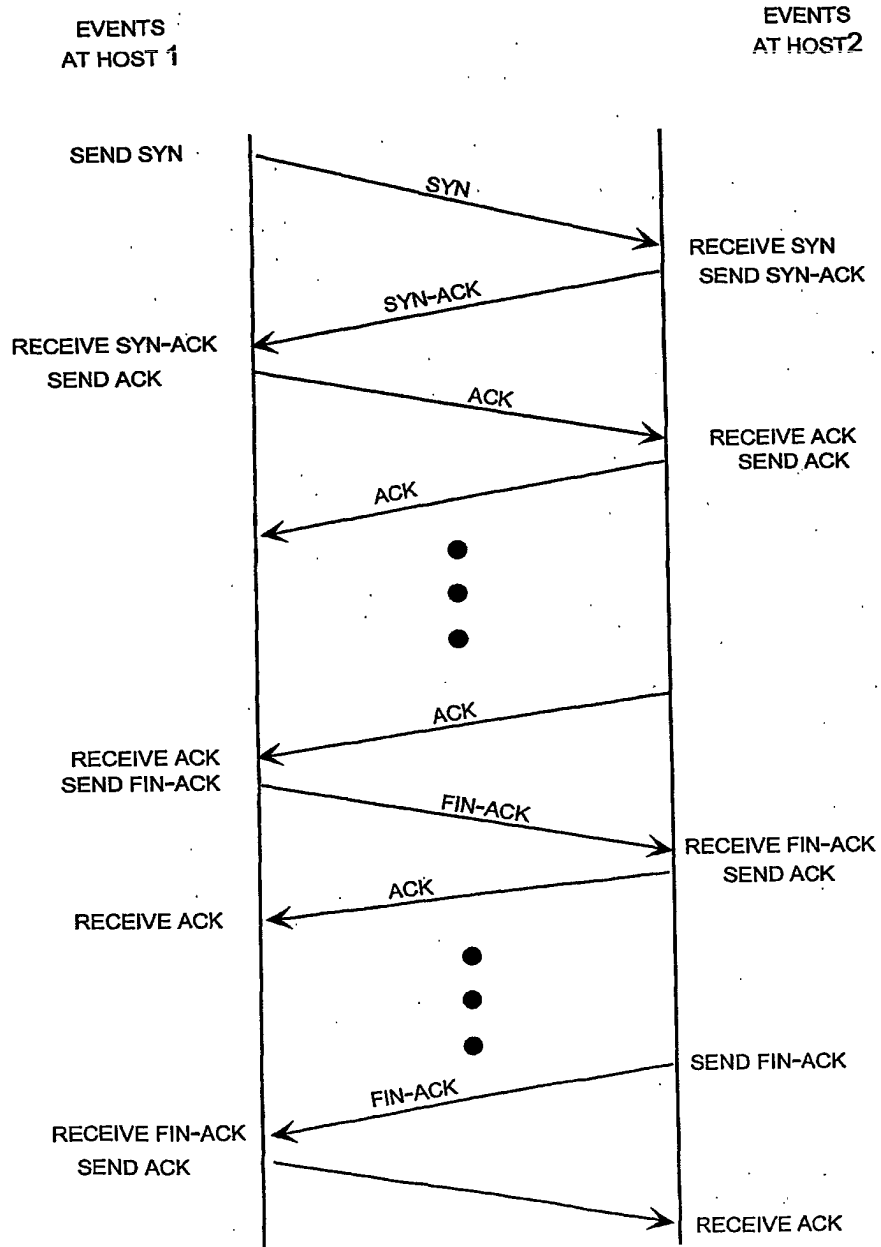 EVENTS
AT HOST 1
EVENTS
AT HOST2
SEND SYN
SYN
RECEIVE SYN
SEND SYN-ACK
SYN-ACK
RECEIVE SYN-ACK
SEND ACK
ACK
RECEIVE ACK
SEND ACK
ACK
ACK
RECEIVE ACK
SEND FIN-ACK
FIN-ACK
RECEIVE FIN-ACK
SEND ACK
ACK
RECEIVE ACK
SEND FIN-ACK
FIN-ACK
RECEIVE FIN-ACK
SEND ACK
RECEIVE ACK